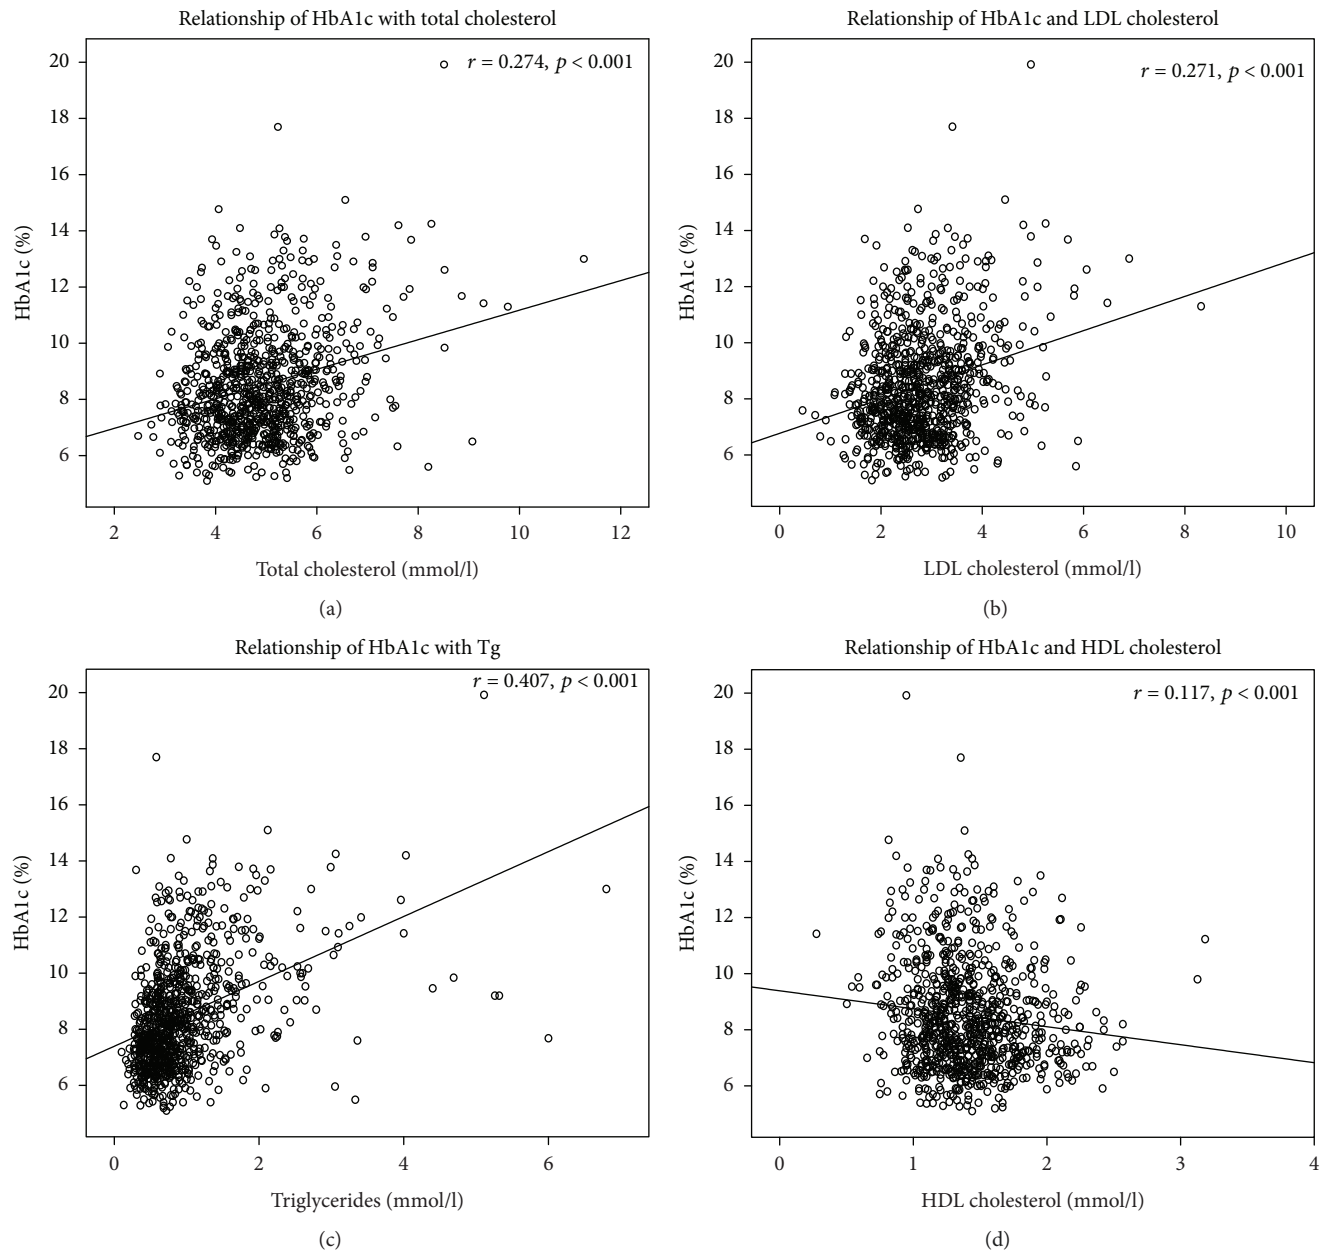 Relationship of HbA1c with total cholesterol
r = 0.274, p < 0.001
20
18
16
14
12
10
8
6
HbA1c (%)
2 4 6 8 10 12
Total cholesterol (mmol/l)
(a)
Relationship of HbA1c and LDL cholesterol
r = 0.271, p < 0.001
20
18
16
14
12
10
8
6
HbA1c (%)
0 2 4 6 8 10
LDL cholesterol (mmol/l)
(b)
Relationship of HbA1c with Tg
r = 0.407, p < 0.001
20
18
16
14
12
10
8
6
HbA1c (%)
0 2 4 6
Triglycerides (mmol/l)
(c)
Relationship of HbA1c and HDL cholesterol
r = 0.117, p < 0.001
20
18
16
14
12
10
8
6
HbA1c (%)
0 1 2 3 4
HDL cholesterol (mmol/l)
(d)